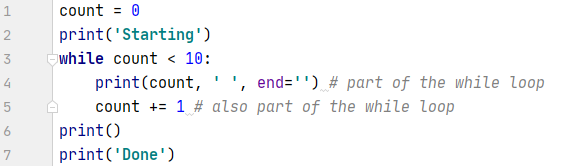 1 count = 0
2 print('Starting')
3 while count < 10:
4     print(count, ' ', end='') # part of the while loop
5     count += 1 # also part of the while loop
6 print()
7 print('Done')